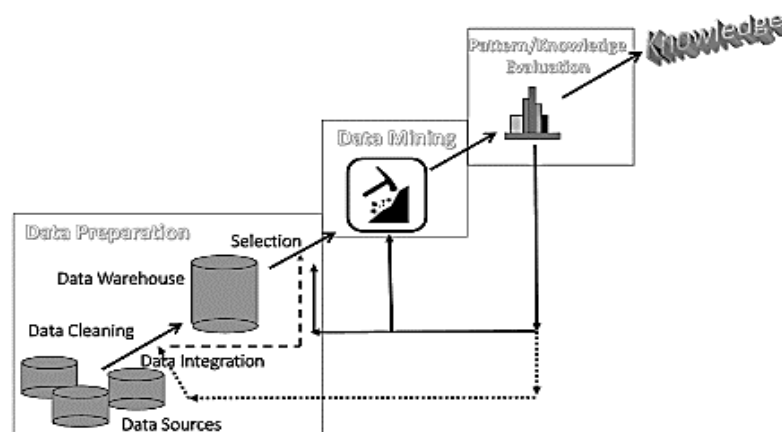 Knowledge
Pattern/Knowledge
Evaluation
Data Mining
Data Preparation
Selection
Data Warehouse
Data Cleaning
Data Integration
Data Sources